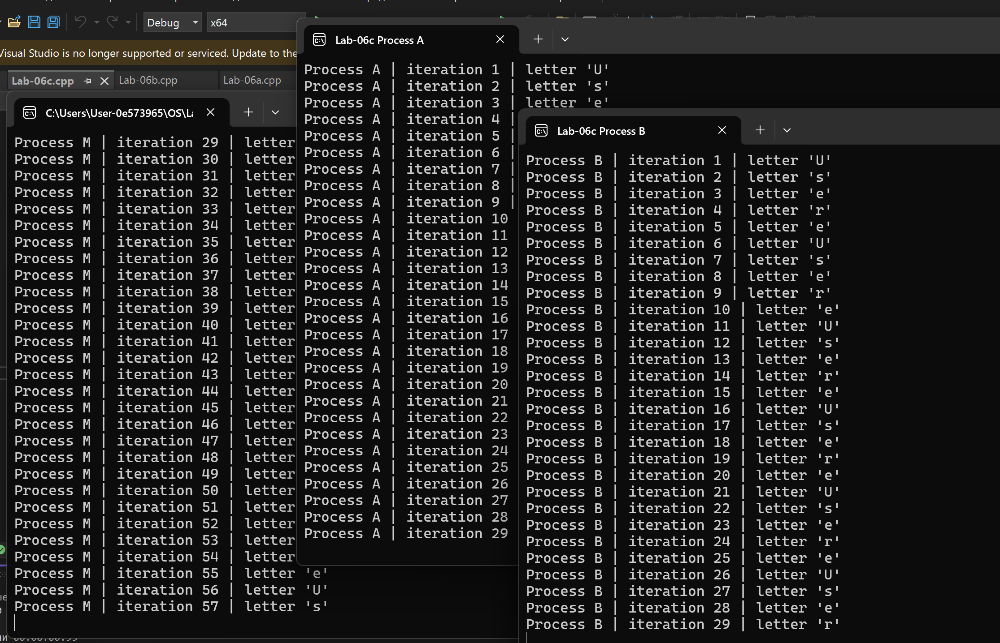 Debug
x64
Visual Studio is no longer supported or serviced. Update to the
Lab-06c.cpp
Lab-06b.cpp
Lab-06a.cpp
C:\Users\User-0e573965\OS\La
Process M | iteration 29 | letter
Process M | iteration 30 | letter
Process M | iteration 31 | letter
Process M | iteration 32 | letter
Process M | iteration 33 | letter
Process M | iteration 34 | letter
Process M | iteration 35 | letter
Process M | iteration 36 | letter
Process M | iteration 37 | letter
Process M | iteration 38 | letter
Process M | iteration 39 | letter
Process M | iteration 40 | letter
Process M | iteration 41 | letter
Process M | iteration 42 | letter
Process M | iteration 43 | letter
Process M | iteration 44 | letter
Process M | iteration 45 | letter
Process M | iteration 46 | letter
Process M | iteration 47 | letter
Process M | iteration 48 | letter
Process M | iteration 49 | letter
Process M | iteration 50 | letter
Process M | iteration 51 | letter
Process M | iteration 52 | letter
Process M | iteration 53 | letter
Process M | iteration 54 | letter
Process M | iteration 55 | letter 'e'
Process M | iteration 56 | letter 'U'
Process M | iteration 57 | letter 's'
Lab-06c Process A
Process A | iteration 1 | letter 'U'
Process A | iteration 2 | letter 's'
Process A | iteration 3 | letter 'e'
Process A | iteration 4 |
Process A | iteration 5 |
Process A | iteration 6 |
Process A | iteration 7 |
Process A | iteration 8 |
Process A | iteration 9 |
Process A | iteration 10
Process A | iteration 11
Process A | iteration 12
Process A | iteration 13
Process A | iteration 14
Process A | iteration 15
Process A | iteration 16
Process A | iteration 17
Process A | iteration 18
Process A | iteration 19
Process A | iteration 20
Process A | iteration 21
Process A | iteration 22
Process A | iteration 23
Process A | iteration 24
Process A | iteration 25
Process A | iteration 26
Process A | iteration 27
Process A | iteration 28
Process A | iteration 29
Lab-06c Process B
Process B | iteration 1 | letter 'U'
Process B | iteration 2 | letter 's'
Process B | iteration 3 | letter 'e'
Process B | iteration 4 | letter 'r'
Process B | iteration 5 | letter 'e'
Process B | iteration 6 | letter 'U'
Process B | iteration 7 | letter 's'
Process B | iteration 8 | letter 'e'
Process B | iteration 9 | letter 'r'
Process B | iteration 10 | letter 'e'
Process B | iteration 11 | letter 'U'
Process B | iteration 12 | letter 's'
Process B | iteration 13 | letter 'e'
Process B | iteration 14 | letter 'r'
Process B | iteration 15 | letter 'e'
Process B | iteration 16 | letter 'U'
Process B | iteration 17 | letter 's'
Process B | iteration 18 | letter 'e'
Process B | iteration 19 | letter 'r'
Process B | iteration 20 | letter 'e'
Process B | iteration 21 | letter 'U'
Process B | iteration 22 | letter 's'
Process B | iteration 23 | letter 'e'
Process B | iteration 24 | letter 'r'
Process B | iteration 25 | letter 'e'
Process B | iteration 26 | letter 'U'
Process B | iteration 27 | letter 's'
Process B | iteration 28 | letter 'e'
Process B | iteration 29 | letter 'r'